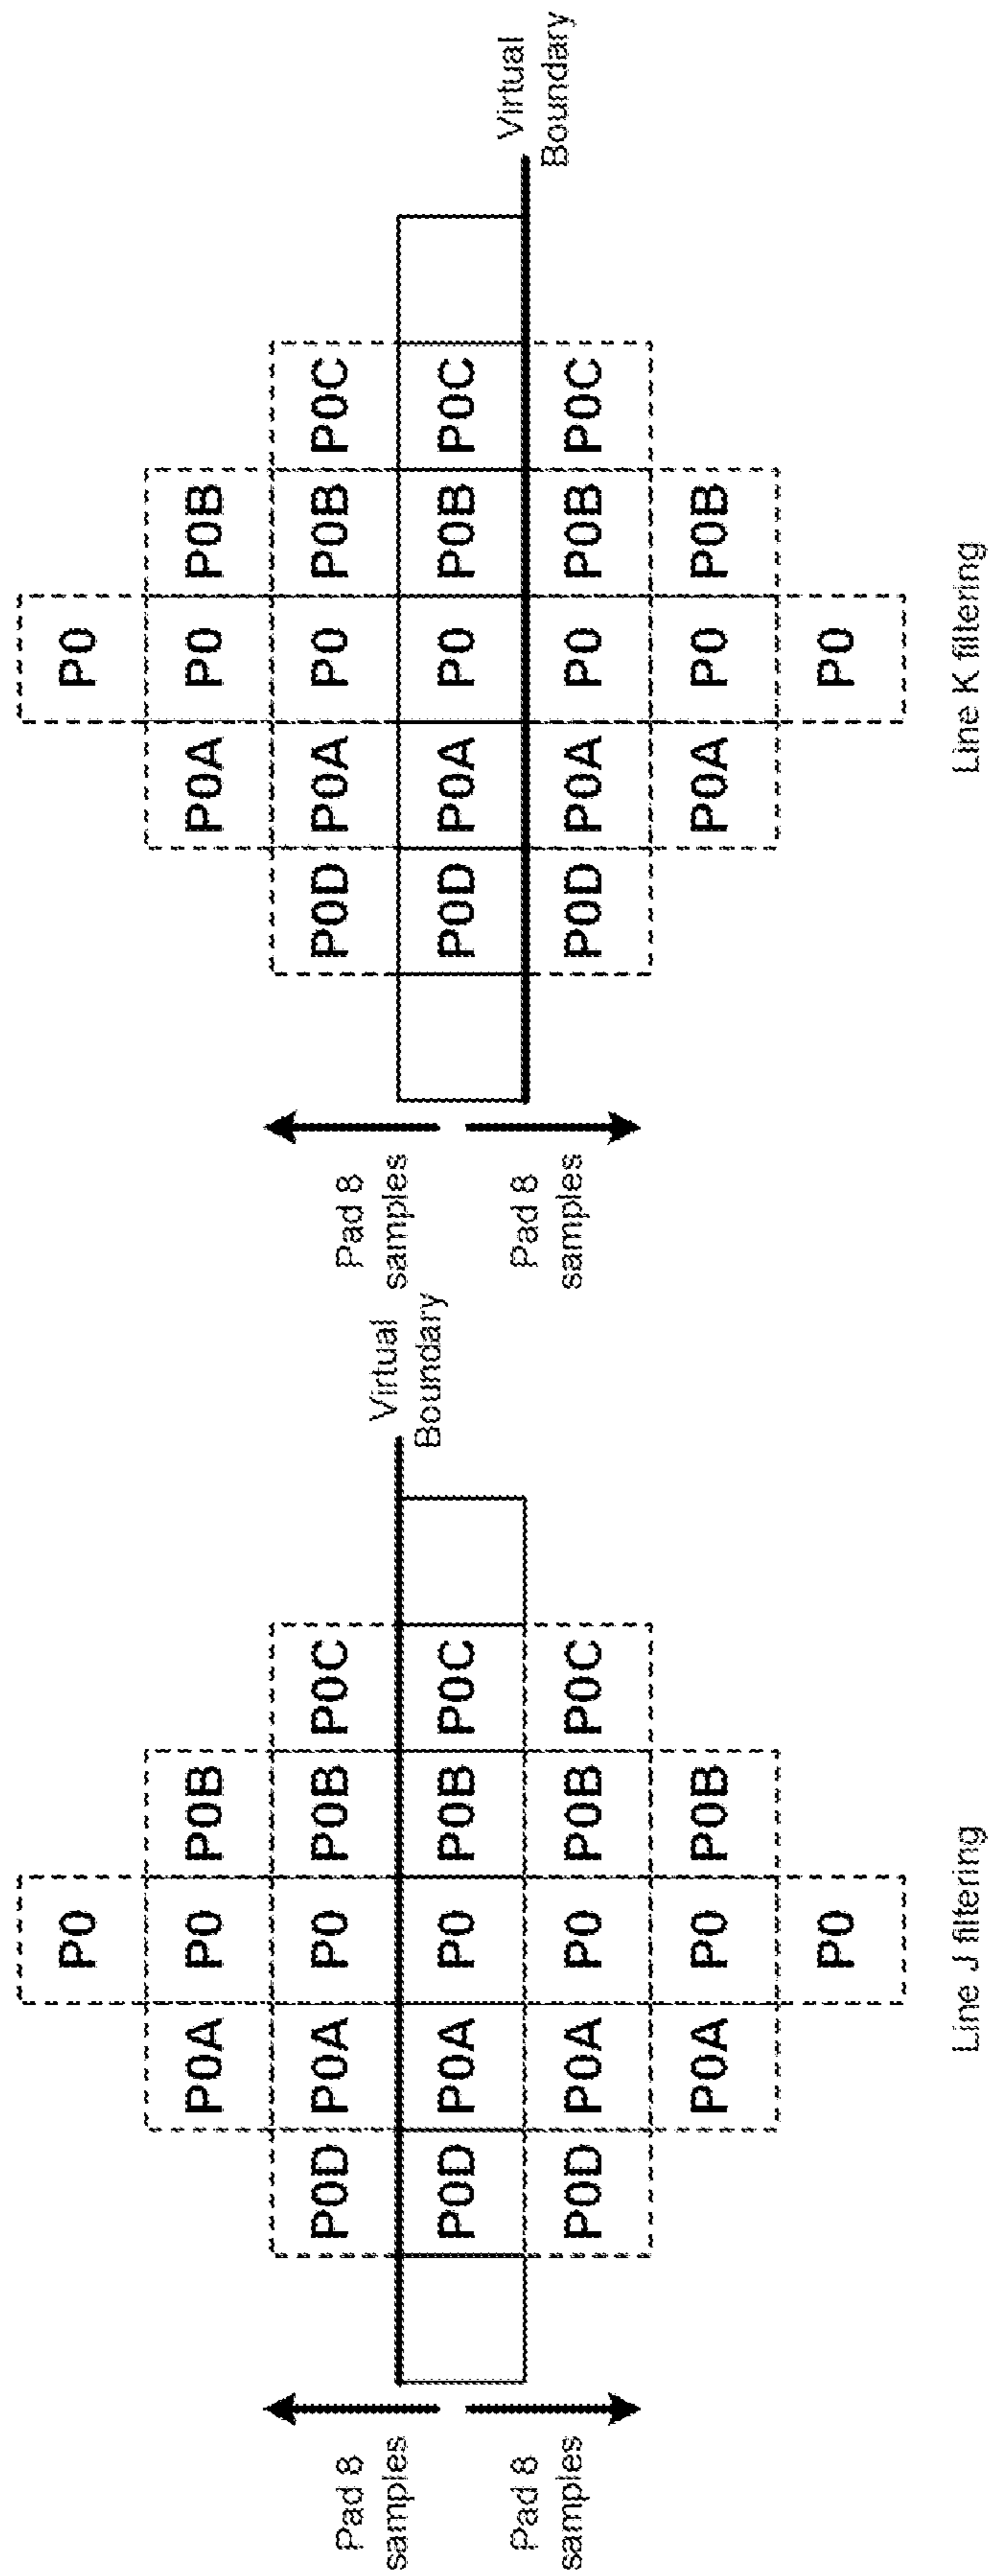 P0
P0A P0 P0B
Pad 8
samples
P0D P0A P0 P0B P0C
Virtual
Boundary
P0D P0A P0 P0B P0C
Pad 8
samples
P0D P0A P0 P0B P0C
P0A P0 P0B
P0
Line J filtering
P0
P0A P0 P0B
Pad 8
samples
P0D P0A P0 P0B P0C
P0D P0A P0 P0B P0C
Virtual
Boundary
Pad 8
samples
P0D P0A P0 P0B P0C
P0A P0 P0B
P0
Line K filtering